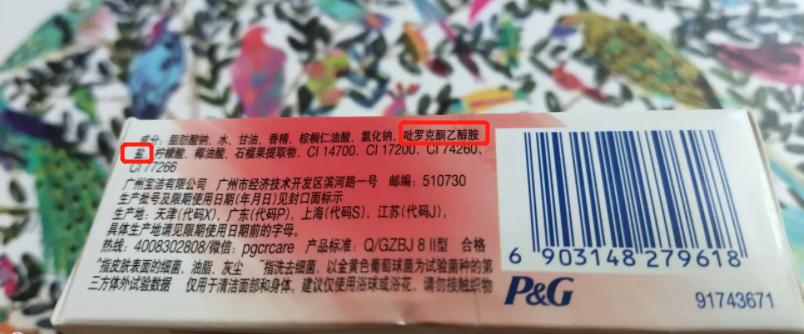 成分：脂肪酸钠、水、甘油、香精、棕榈仁油酸、氯化钠、吡罗克酮乙醇胺
盐、柠檬酸、椰油酸、石榴果提取物、CI 14700、CI 17200、CI 74260、
CI 77266
广州宝洁有限公司 广州市经济技术开发区滨河路一号 邮编：510730
生产批号及限期使用日期(年月日)见封口面标示
生产地：天津(代码X)，广东(代码P)，上海(代码S)，江苏(代码J)，
具体生产地请见限期使用日期前的字母。
热线：4008302808/微信：pgcrcare 产品标准：Q/GZBJ 8 II型 合格
*指皮肤表面的细菌、油脂、灰尘 指洗去细菌，以金黄色葡萄球菌为试验菌种的第
三方体外试验数据 仅用于清洁面部和身体。建议仅使用浴球或浴花，请勿接触织物
6 903148 279618
P&G
91743671